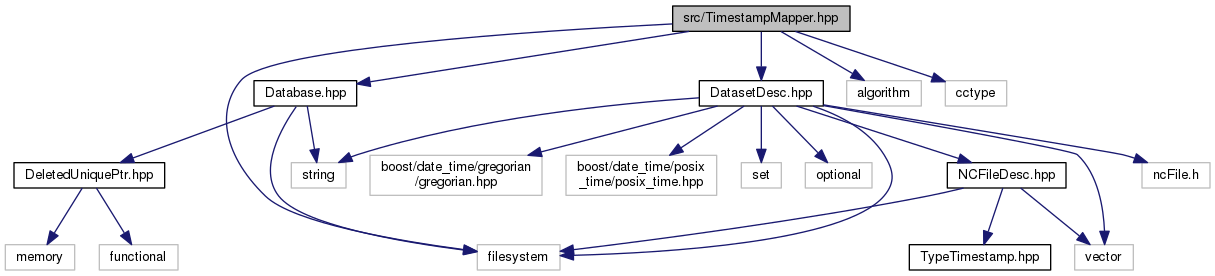 src/TimestampMapper.hpp
Database.hpp
DatasetDesc.hpp
algorithm
cctype
DeletedUniquePtr.hpp
string
boost/date_time/gregorian
/gregorian.hpp
boost/date_time/posix
_time/posix_time.hpp
set
optional
NCFileDesc.hpp
ncFile.h
memory
functional
filesystem
TypeTimestamp.hpp
vector